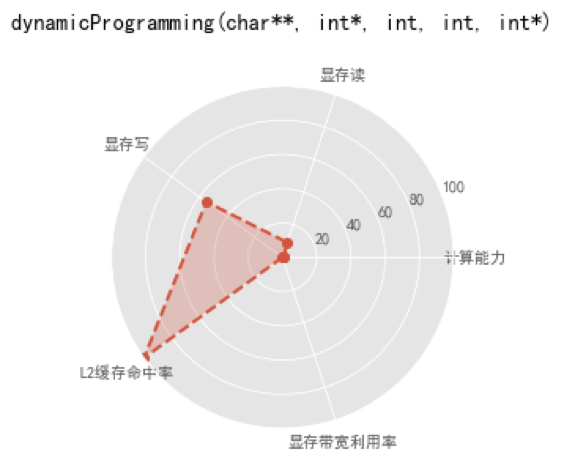 dynamicProgramming(char**, int*, int, int, int*)
显存读
显存写
100
80
60
40
20
计算能力
L2缓存命中率
显存带宽利用率